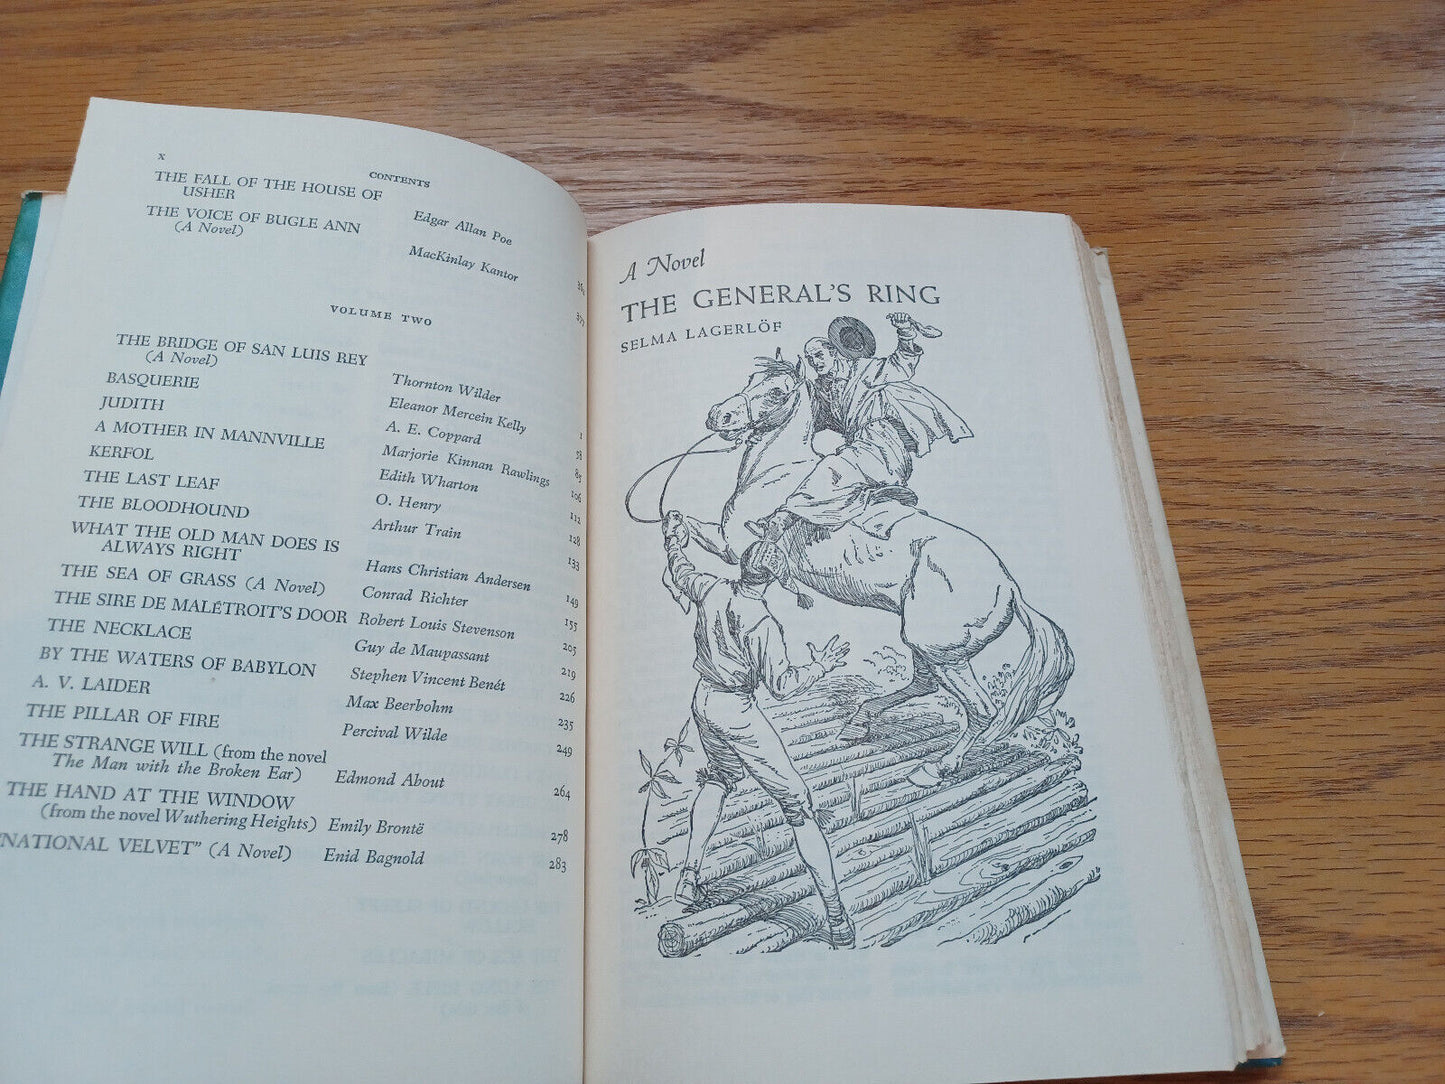 x
CONTENTS
THE FALL OF THE HOUSE OF
USHER Edgar Allan Poe 361
THE VOICE OF BUGLE ANN MacKinlay Kantor 377
(A Novel)
VOLUME TWO
THE BRIDGE OF SAN LUIS REY
(A Novel) Thornton Wilder 1
BASQUERIE Eleanor Mercein Kelly 58
JUDITH A. E. Coppard 85
A MOTHER IN MANNVILLE Marjorie Kinnan Rawlings 106
KERFOL Edith Wharton 112
THE LAST LEAF O. Henry 128
THE BLOODHOUND Arthur Train 133
WHAT THE OLD MAN DOES IS
ALWAYS RIGHT Hans Christian Andersen 149
THE SEA OF GRASS (A Novel) Conrad Richter 155
THE SIRE DE MALÉTROIT'S DOOR Robert Louis Stevenson 205
THE NECKLACE Guy de Maupassant 219
BY THE WATERS OF BABYLON Stephen Vincent Benét 226
A. V. LAIDER Max Beerbohm 235
THE PILLAR OF FIRE Percival Wilde 249
THE STRANGE WILL (from the novel
The Man with the Broken Ear) Edmond About 264
THE HAND AT THE WINDOW
(from the novel Wuthering Heights) Emily Brontë 278
"NATIONAL VELVET" (A Novel) Enid Bagnold 283
A Novel
THE GENERAL'S RING
SELMA LAGERLÖF